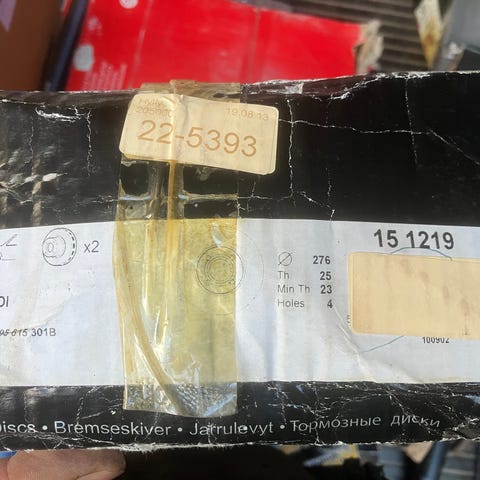 19.08.13
22-5393
x2
15 1219
⌀ 276
Th. 25
Min Th 23
Holes 4
301B
100902
Discs • Bremseskiver • Jarrulevyt • Тормозные диски